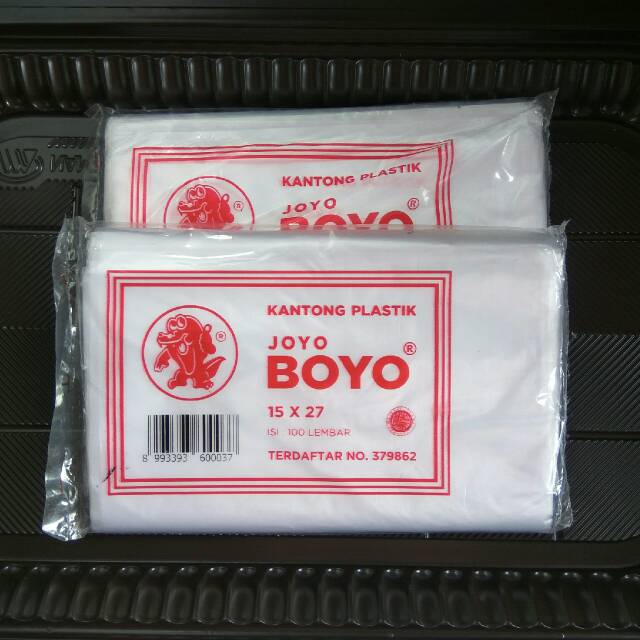 KANTONG PLASTIK
JOYO
BOYO ®
®
KANTONG PLASTIK
JOYO
BOYO ®
®
15 X 27
ISI 100 LEMBAR
TERDAFTAR NO. 379862
8 993393 600037